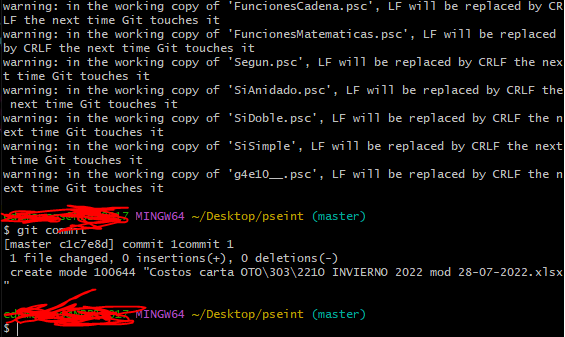 warning: in the working copy of 'FuncionesCadena.psc', LF will be replaced by CR
LF the next time Git touches it
warning: in the working copy of 'FuncionesMatematicas.psc', LF will be replaced
by CRLF the next time Git touches it
warning: in the working copy of 'Segun.psc', LF will be replaced by CRLF the nex
t time Git touches it
warning: in the working copy of 'SiAnidado.psc', LF will be replaced by CRLF the
 next time Git touches it
warning: in the working copy of 'SiDoble.psc', LF will be replaced by CRLF the n
ext time Git touches it
warning: in the working copy of 'SiSimple', LF will be replaced by CRLF the next
 time Git touches it
warning: in the working copy of 'g4e10__.psc', LF will be replaced by CRLF the n
ext time Git touches it
MINGW64 ~/Desktop/pseint (master)
$ git commit
[master c1c7e8d] commit 1commit 1
 1 file changed, 0 insertions(+), 0 deletions(-)
 create mode 100644 "Costos carta OTO\303\221O INVIERNO 2022 mod 28-07-2022.xlsx
"
MINGW64 ~/Desktop/pseint (master)
$